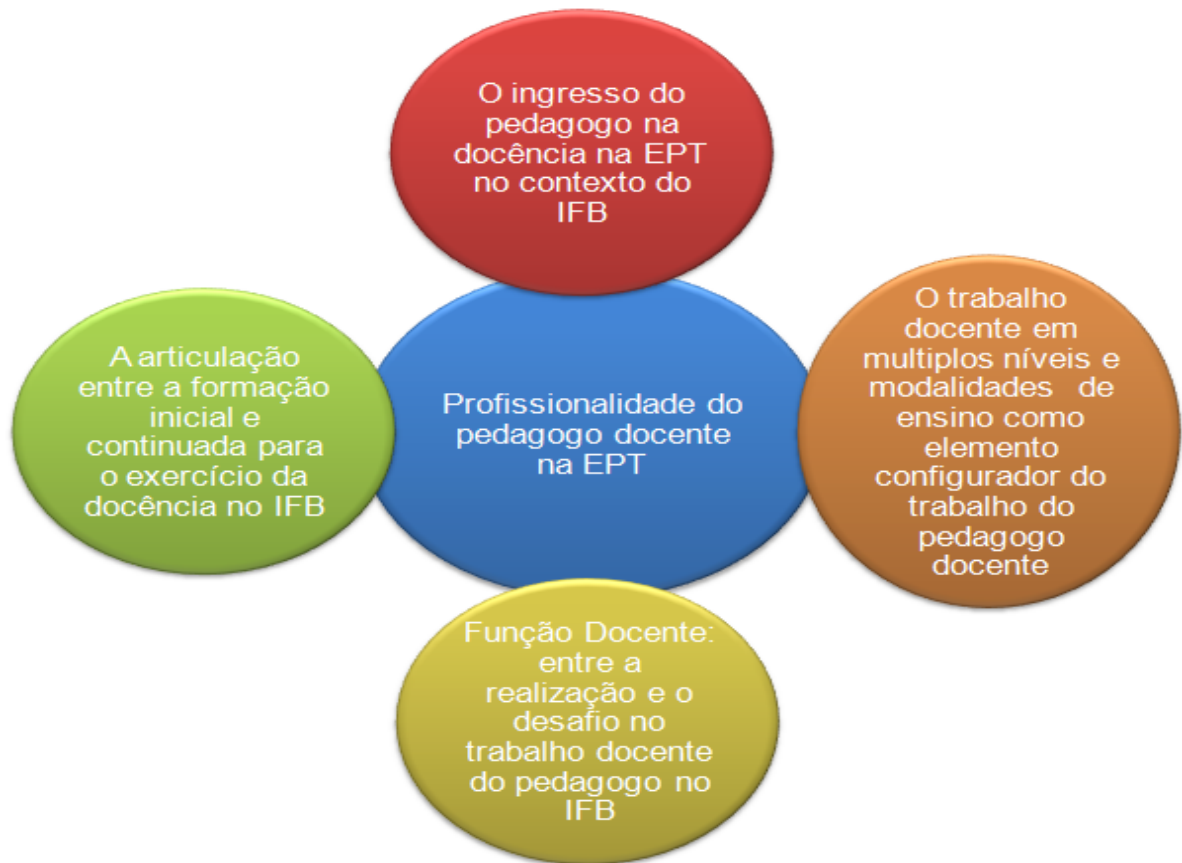 O ingresso do
pedagogo na
docência na EPT
no contexto do
IFB
A articulação
entre a formação
inicial e
continuada para
o exercício da
docência no IFB
Profissionalidade do
pedagogo docente
na EPT
O trabalho
docente em
multiplos níveis e
modalidades de
ensino como
elemento
configurador do
trabalho do
pedagogo
docente
Função Docente:
entre a
realização e o
desafio no
trabalho docente
do pedagogo no
IFB